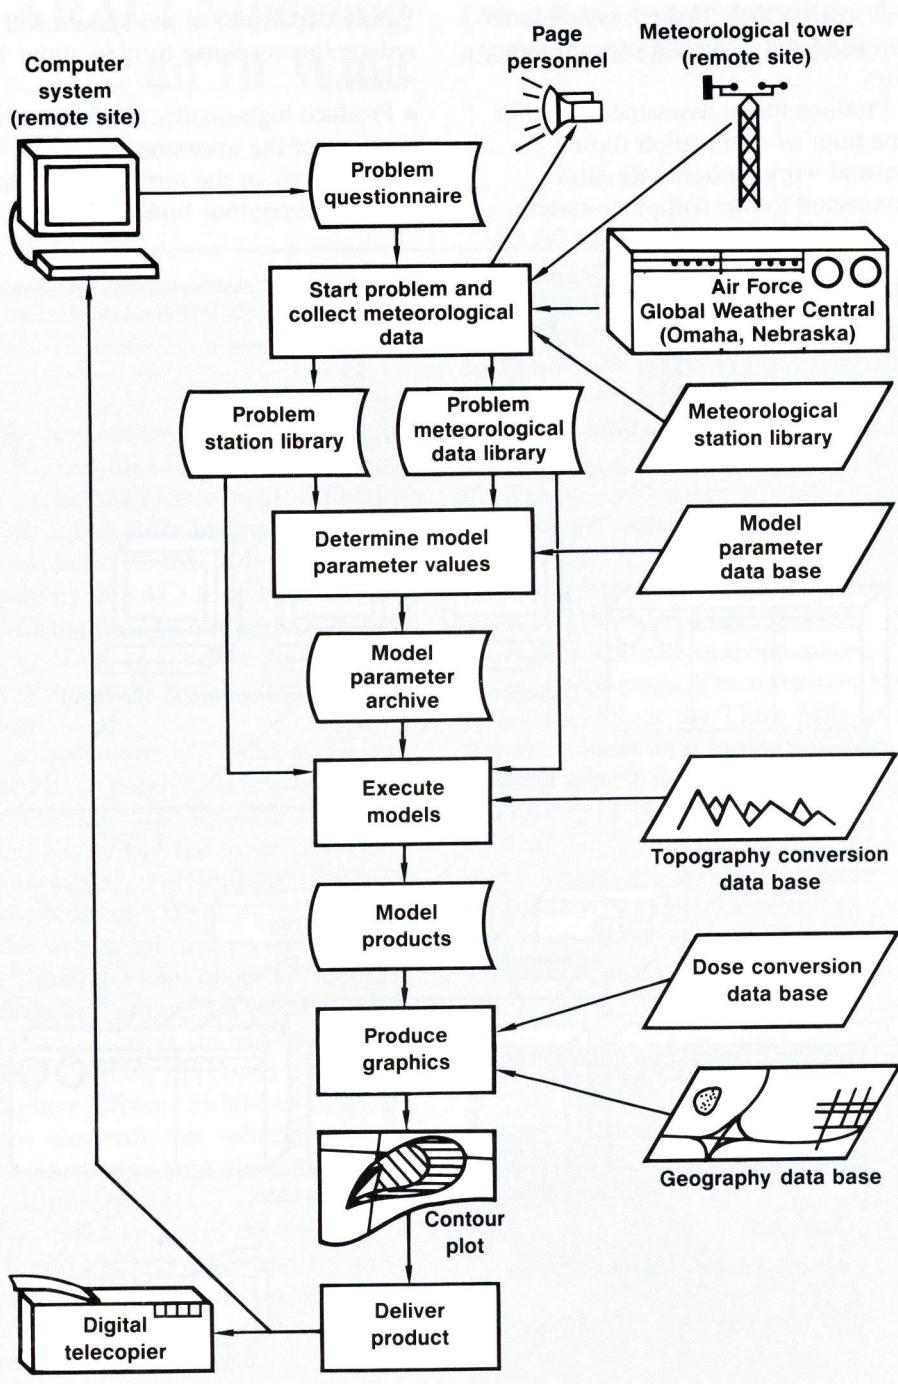 Computer
system
(remote site)
Page
personnel
Meteorological tower
(remote site)
Problem
questionnaire
Start problem and
collect meteorological
data
Air Force
Global Weather Central
(Omaha, Nebraska)
Problem
station library
Problem
meteorological
data library
Meteorological
station library
Determine model
parameter values
Model
parameter
data base
Model
parameter
archive
Execute
models
Topography conversion
data base
Model
products
Dose conversion
data base
Produce
graphics
Geography data base
Contour
plot
Digital
telecopier
Deliver
product